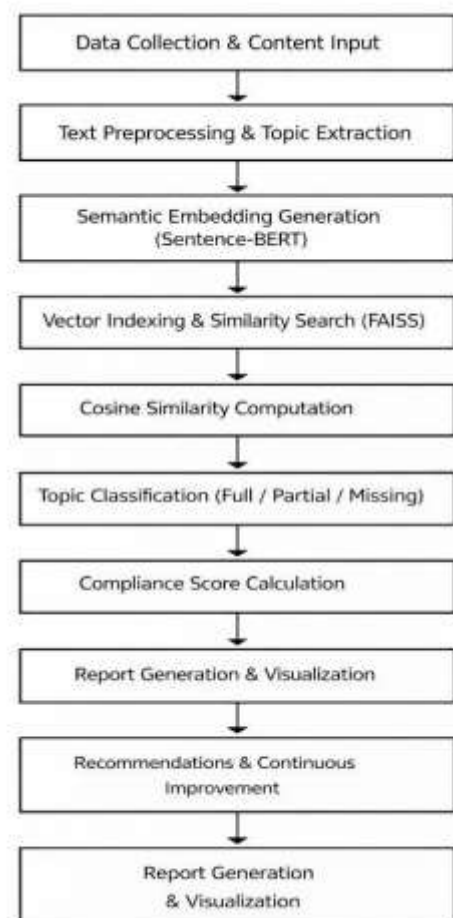 Data Collection & Content Input
Text Preprocessing & Topic Extraction
Semantic Embedding Generation
(Sentence-BERT)
Vector Indexing & Similarity Search (FAISS)
Cosine Similarity Computation
Topic Classification (Full / Partial / Missing)
Compliance Score Calculation
Report Generation & Visualization
Recommendations & Continuous
Improvement
Report Generation
& Visualization